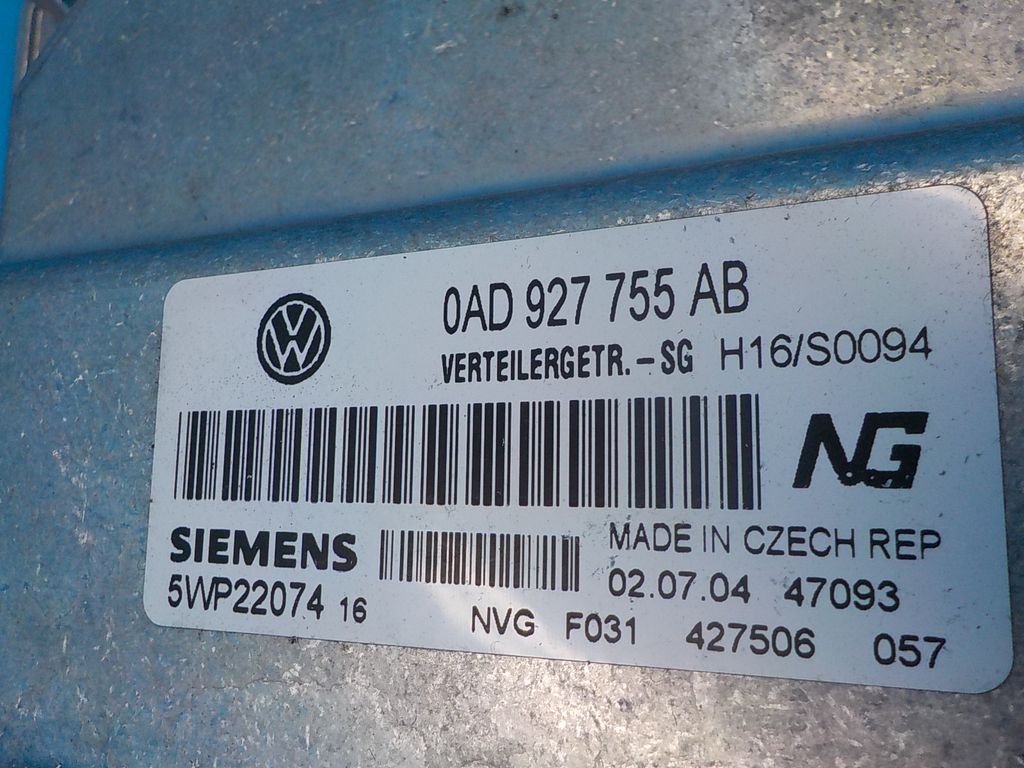 0AD 927 755 AB
VERTEILERGETR.-SG H16/S0094
NG
SIEMENS
5WP22074 16
MADE IN CZECH REP
02.07.04 47093
NVG F031 427506 057